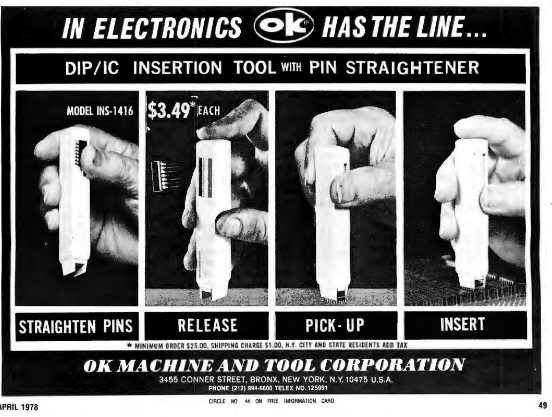 IN ELECTRONICS ok HAS THE LINE...
DIP/IC INSERTION TOOL WITH PIN STRAIGHTENER
MODEL INS-1416
$3.49* EACH
STRAIGHTEN PINS
RELEASE
PICK-UP
INSERT
* MINIMUM ORDER $25.00, SHIPPING CHARGE $1.00, N.Y. CITY AND STATE RESIDENTS ADD TAX
OK MACHINE AND TOOL CORPORATION
3455 CONNER STREET, BRONX, NEW YORK, N.Y. 10475 U.S.A.
PHONE (212) 994-6600 TELEX NO. 125091
CIRCLE NO 44 ON FREE INFORMATION CARD
APRIL 1978
49